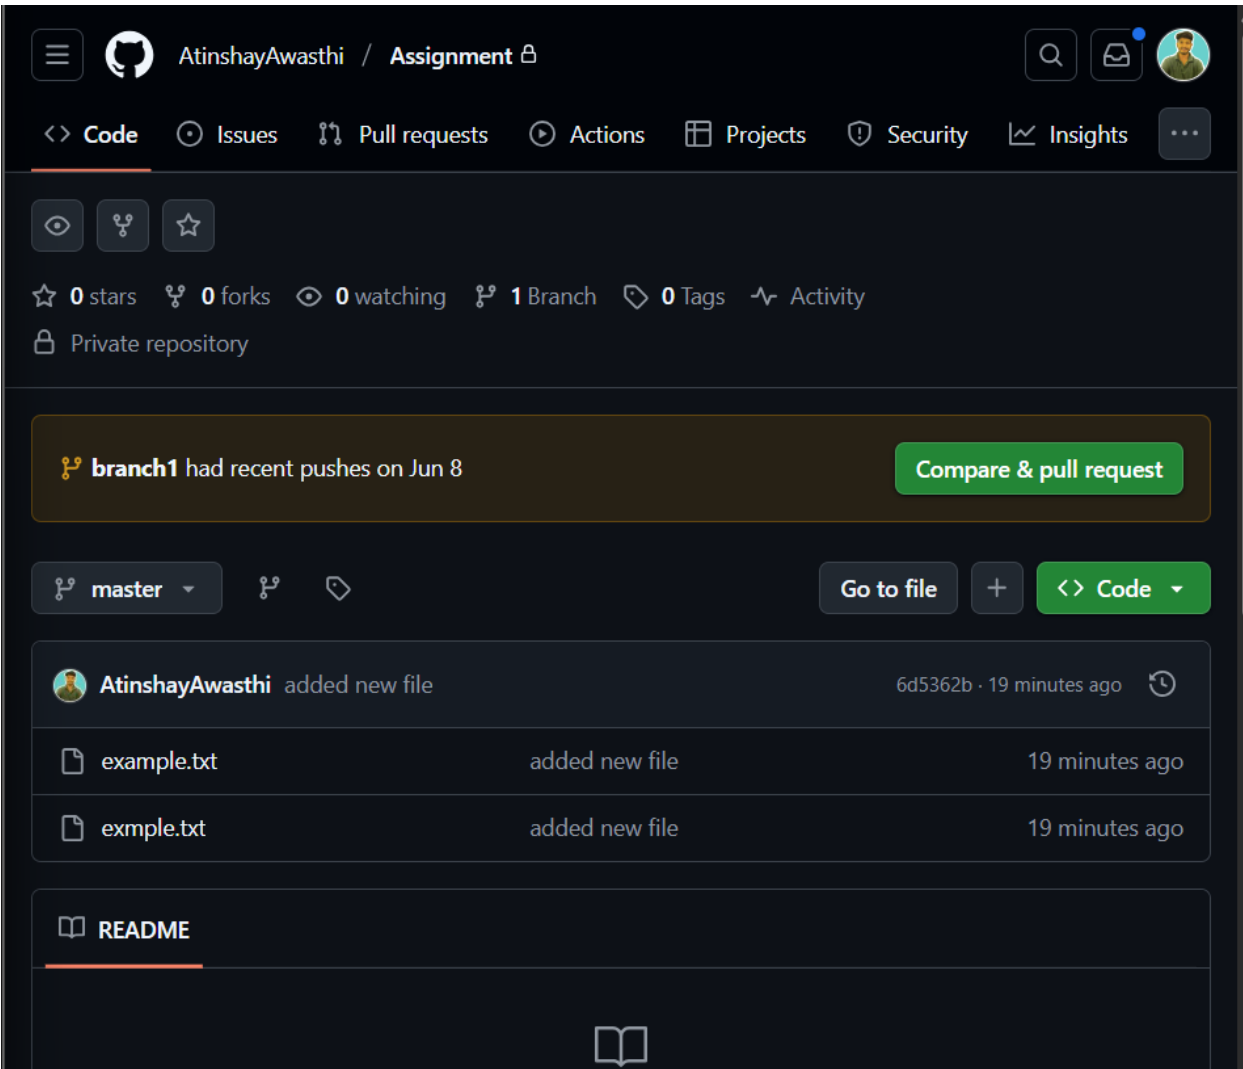 AtinshayAwasthi / Assignment
Code Issues Pull requests Actions Projects Security Insights
0 stars 0 forks 0 watching 1 Branch 0 Tags Activity
Private repository
branch1 had recent pushes on Jun 8 Compare & pull request
master Go to file Code
AtinshayAwasthi added new file 6d5362b · 19 minutes ago
example.txt added new file 19 minutes ago
exmple.txt added new file 19 minutes ago
README